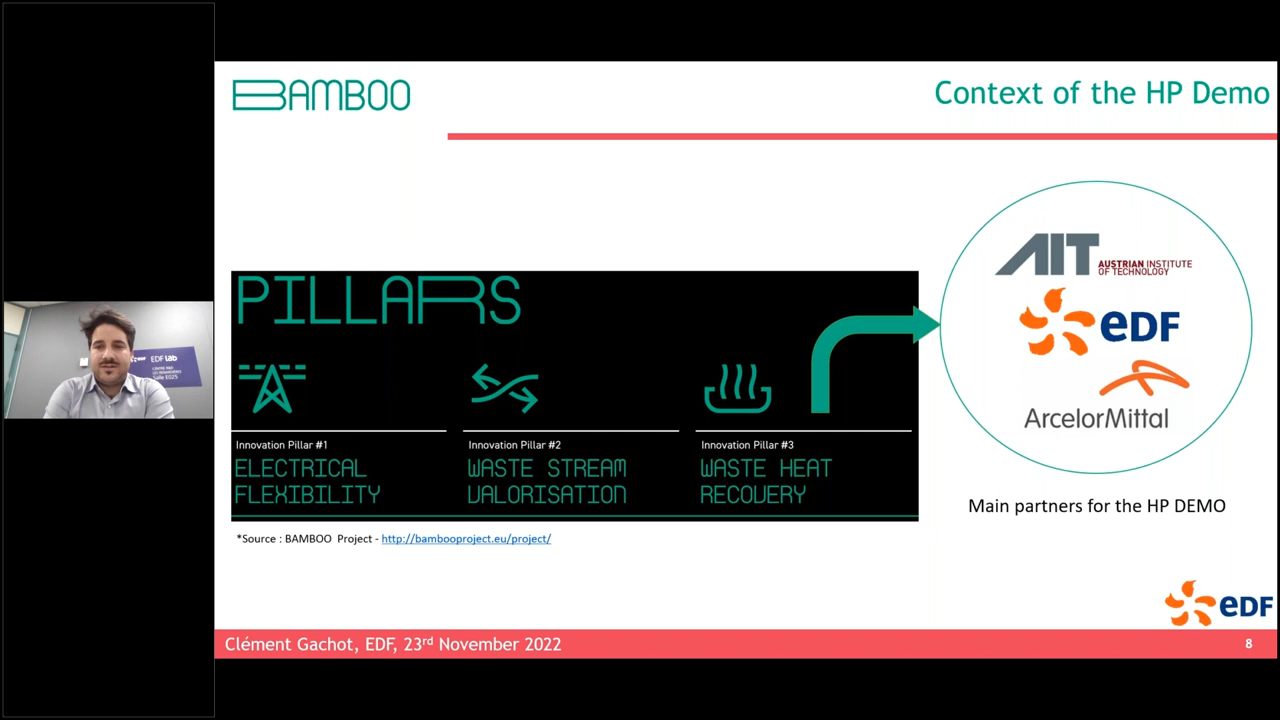 BAMBOO
Context of the HP Demo
AIT AUSTRIAN INSTITUTE
OF TECHNOLOGY
eDF
ArcelorMittal
Main partners for the HP DEMO
PILLARS
Innovation Pillar #1
ELECTRICAL
FLEXIBILITY
Innovation Pillar #2
WASTE STREAM
VALORISATION
Innovation Pillar #3
WASTE HEAT
RECOVERY
*Source : BAMBOO Project - http://bambooproject.eu/project/
eDF
Clément Gachot, EDF, 23rd November 2022
8
EDF Lab